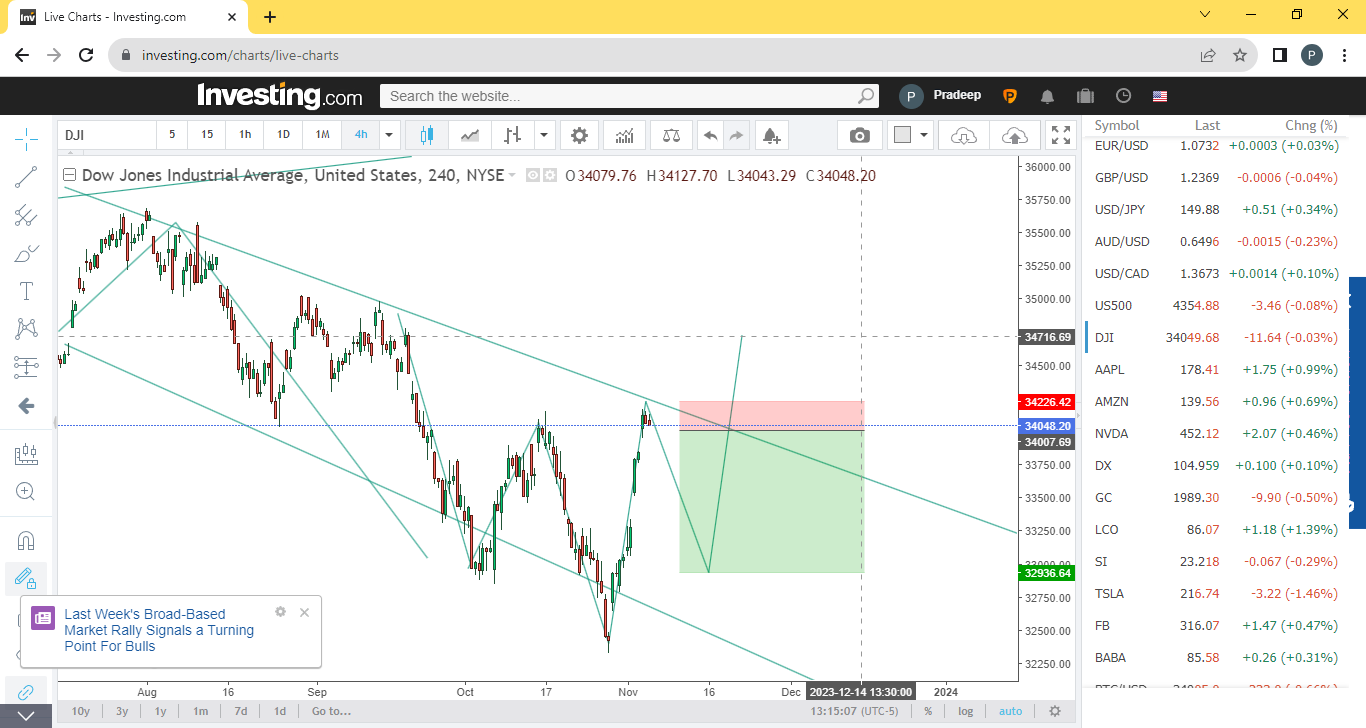 Live Charts - Investing.com
investing.com/charts/live-charts
P
Investing.com
Search the website...
P
Pradeep
DJI 5 15 1h 1D 1M 4h
Dow Jones Industrial Average, United States, 240, NYSE O34079.76 H34127.70 L34043.29 C34048.20
36000.00
35750.00
35500.00
35250.00
35000.00
34716.69
34500.00
34226.42
34048.20
34007.69
33750.00
33500.00
33250.00
32936.64
32750.00
32500.00
32250.00
Aug 16 Sep Oct 17 Nov 16 Dec 2023-12-14 13:30:00 2024
10y 3y 1y 1m 7d 1d Go to... 13:15:07 (UTC-5) % log auto
Last Week's Broad-Based
Market Rally Signals a Turning
Point For Bulls
Symbol Last Chng (%)
EUR/USD 1.0732 +0.0003 (+0.03%)
GBP/USD 1.2369 -0.0006 (-0.04%)
USD/JPY 149.88 +0.51 (+0.34%)
AUD/USD 0.6496 -0.0015 (-0.23%)
USD/CAD 1.3673 +0.0014 (+0.10%)
US500 4354.88 -3.46 (-0.08%)
DJI 34049.68 -11.64 (-0.03%)
AAPL 178.41 +1.75 (+0.99%)
AMZN 139.56 +0.96 (+0.69%)
NVDA 452.12 +2.07 (+0.46%)
DX 104.959 +0.100 (+0.10%)
GC 1989.30 -9.90 (-0.50%)
LCO 86.07 +1.18 (+1.39%)
SI 23.218 -0.067 (-0.29%)
TSLA 216.74 -3.22 (-1.46%)
FB 316.07 +1.47 (+0.47%)
BABA 85.58 +0.26 (+0.31%)